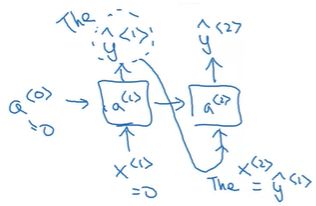 The
ŷ<1> ŷ<2>
a<0> =0 a<1> a<2>
x<1> =0 x<2>
The = ŷ<1>